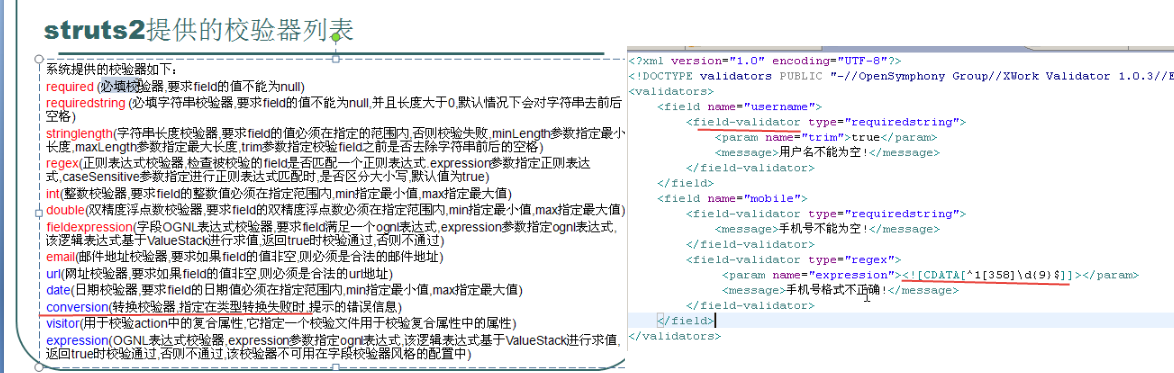 struts2提供的校验器列表
系统提供的校验器如下：
required (必填校验器,要求field的值不能为null)
requiredstring (必填字符串校验器,要求field的值不能为null,并且长度大于0,默认情况下会对字符串去前后
空格)
stringlength(字符串长度校验器,要求field的值必须在指定的范围内,否则校验失败,minLength参数指定最小
长度,maxLength参数指定最大长度,trim参数指定校验field之前是否去除字符串前后的空格)
regex(正则表达式校验器,检查被校验的field是否匹配一个正则表达式.expression参数指定正则表达
式,caseSensitive参数指定进行正则表达式匹配时,是否区分大小写,默认值为true)
int(整数校验器,要求field的整数值必须在指定范围内,min指定最小值,max指定最大值)
double(双精度浮点数校验器,要求field的双精度浮点数必须在指定范围内,min指定最小值,max指定最大值)
fieldexpression(字段OGNL表达式校验器,要求field满足一个ognl表达式,expression参数指定ognl表达式,
该逻辑表达式基于ValueStack进行求值,返回true时校验通过,否则不通过)
email(邮件地址校验器,要求如果field的值非空,则必须是合法的邮件地址)
url(网址校验器,要求如果field的值非空,则必须是合法的url地址)
date(日期校验器,要求field的日期值必须在指定范围内,min指定最小值,max指定最大值)
conversion(转换校验器,指定在类型转换失败时,提示的错误信息)
visitor(用于校验action中的复合属性,它指定一个校验文件用于校验复合属性中的属性)
expression(OGNL表达式校验器,expression参数指定ognl表达式,该逻辑表达式基于ValueStack进行求值,
返回true时校验通过,否则不通过,该校验器不可用在字段校验器风格的配置中)
<?xml version="1.0" encoding="UTF-8"?>
<!DOCTYPE validators PUBLIC "-//OpenSymphony Group//XWork Validator 1.0.3//E
<validators>
<field name="username">
<field-validator type="requiredstring">
<param name="trim">true</param>
<message>用户名不能为空!</message>
</field-validator>
</field>
<field name="mobile">
<field-validator type="requiredstring">
<message>手机号不能为空!</message>
</field-validator>
<field-validator type="regex">
<param name="expression"><![CDATA[^1[358]\d{9}$]]></param>
<message>手机号格式不正确!</message>
</field-validator>
</field>
</validators>